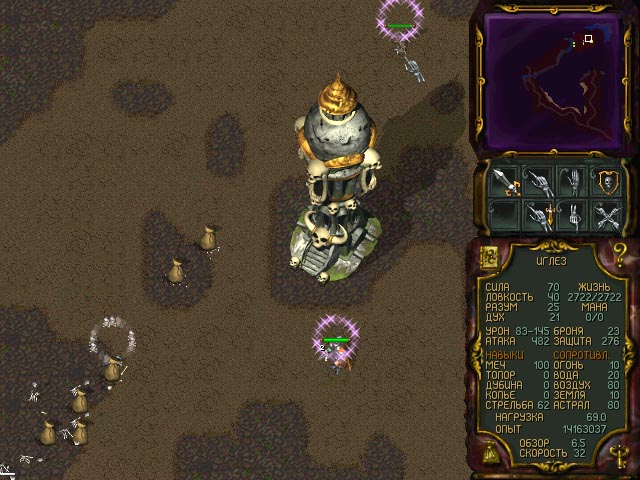 ИГЛЕЗ
СИЛА 70 ЖИЗНЬ
ЛОВКОСТЬ 40 2722/2722
РАЗУМ 25 МАНА
ДУХ 21 0/0
УРОН 83-145 БРОНЯ 23
АТАКА 482 ЗАЩИТА 276
НАВЫКИ СОПРОТИВЛ.
МЕЧ 100 ОГОНЬ 10
ТОПОР 0 ВОДА 20
ДУБИНА 0 ВОЗДУХ 80
КОПЬЕ 0 ЗЕМЛЯ 10
СТРЕЛЬБА 62 АСТРАЛ 80
НАГРУЗКА 69.0
ОПЫТ 14163037
ОБЗОР 6.5
СКОРОСТЬ 32